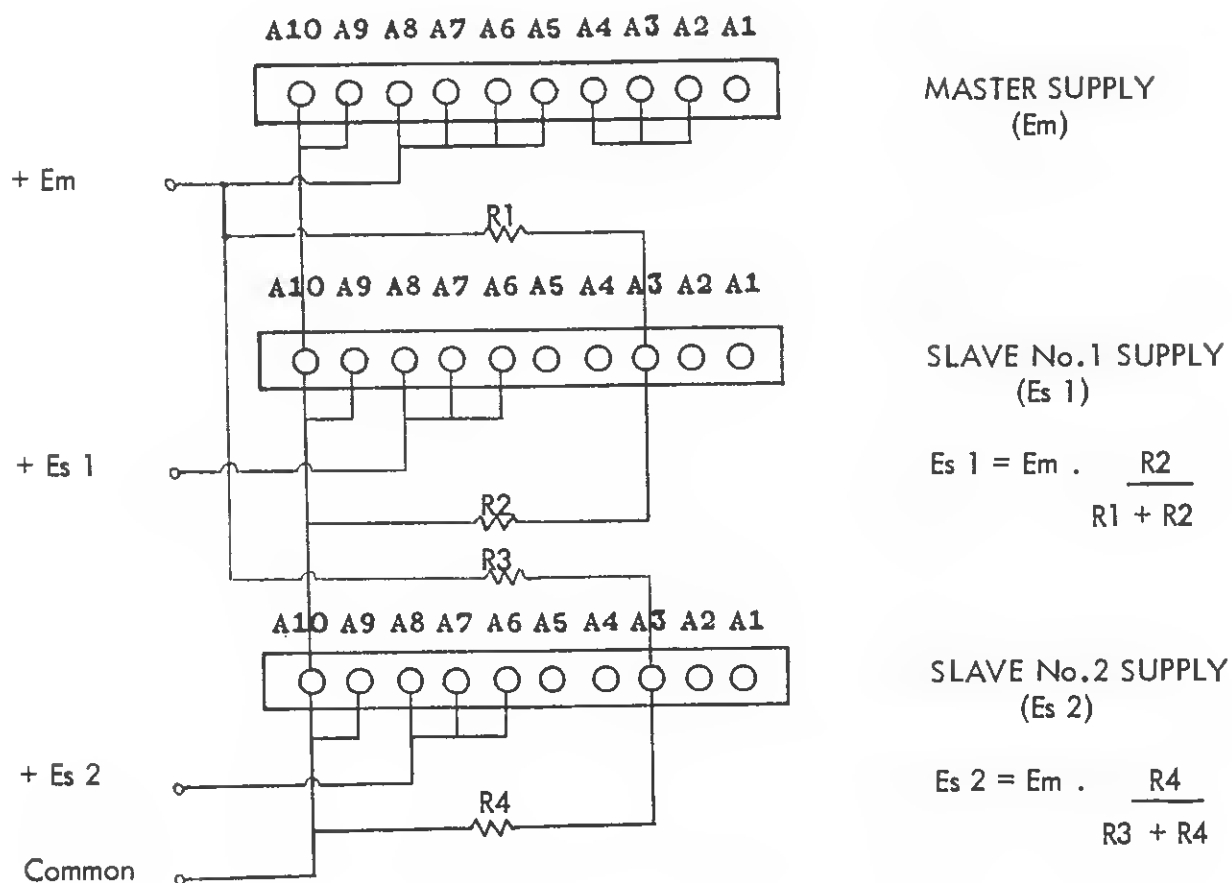 A10 A9 A8 A7 A6 A5 A4 A3 A2 A1
MASTER SUPPLY
(Em)
+ Em
R1
A10 A9 A8 A7 A6 A5 A4 A3 A2 A1
SLAVE No.1 SUPPLY
(Es 1)
+ Es 1
Es 1 = Em . R2
R1 + R2
R2
R3
A10 A9 A8 A7 A6 A5 A4 A3 A2 A1
SLAVE No.2 SUPPLY
(Es 2)
+ Es 2
Es 2 = Em . R4
R3 + R4
R4
Common